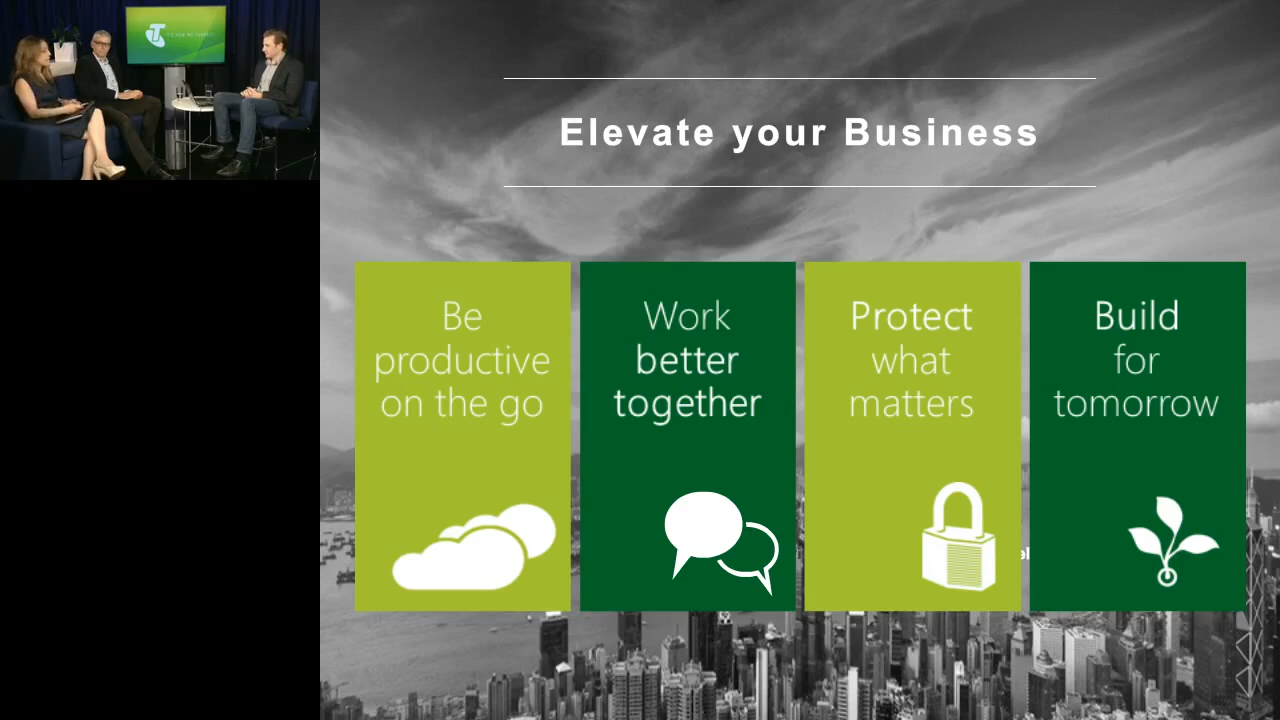 Elevate your Business
Be
productive
on the go
Work
better
together
Protect
what
matters
Build
for
tomorrow